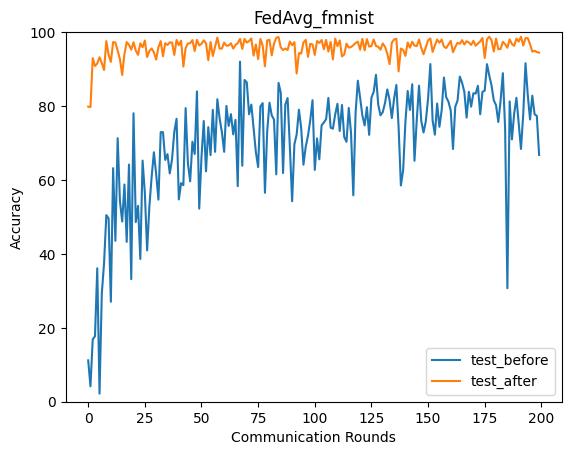 FedAvg_fmnist
Accuracy
100
80
60
40
20
0
0 25 50 75 100 125 150 175 200
Communication Rounds
test_before
test_after